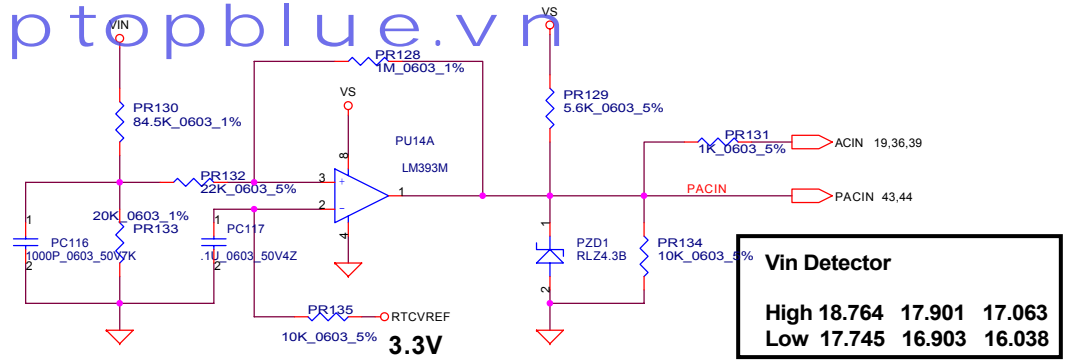 ptopblue.vn
VIN
VS
PR128
1M_0603_1%
VS
PR130
84.5K_0603_1%
PR129
5.6K_0603_5%
PU14A
LM393M
PR131
1K_0603_5%
ACIN 19,36,39
PR132
22K_0603_5%
3
2
8
4
1
+
-
PACIN
PACIN 43,44
20K_0603_1%
PR133
1
PC116
1000P_0603_50V7K
2
1
PC117
.1U_0603_50V4Z
2
1
PZD1
RLZ4.3B
2
PR134
10K_0603_5%
PR135
10K_0603_5%
RTCVREF
3.3V
Vin Detector
High 18.764 17.901 17.063
Low 17.745 16.903 16.038